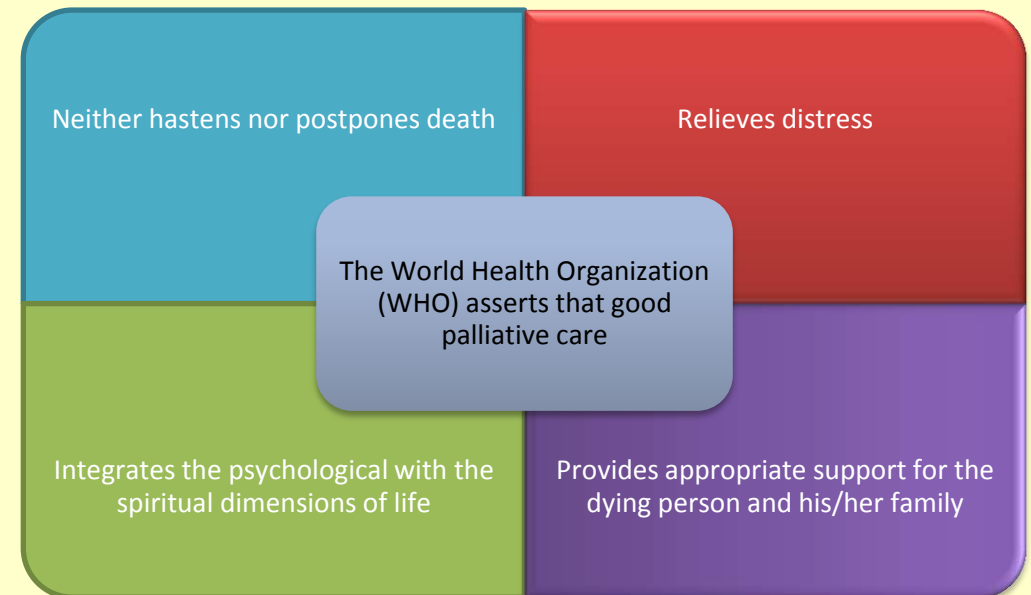 Neither hastens nor postpones death
Relieves distress
The World Health Organization
(WHO) asserts that good
palliative care
Integrates the psychological with the
spiritual dimensions of life
Provides appropriate support for the
dying person and his/her family